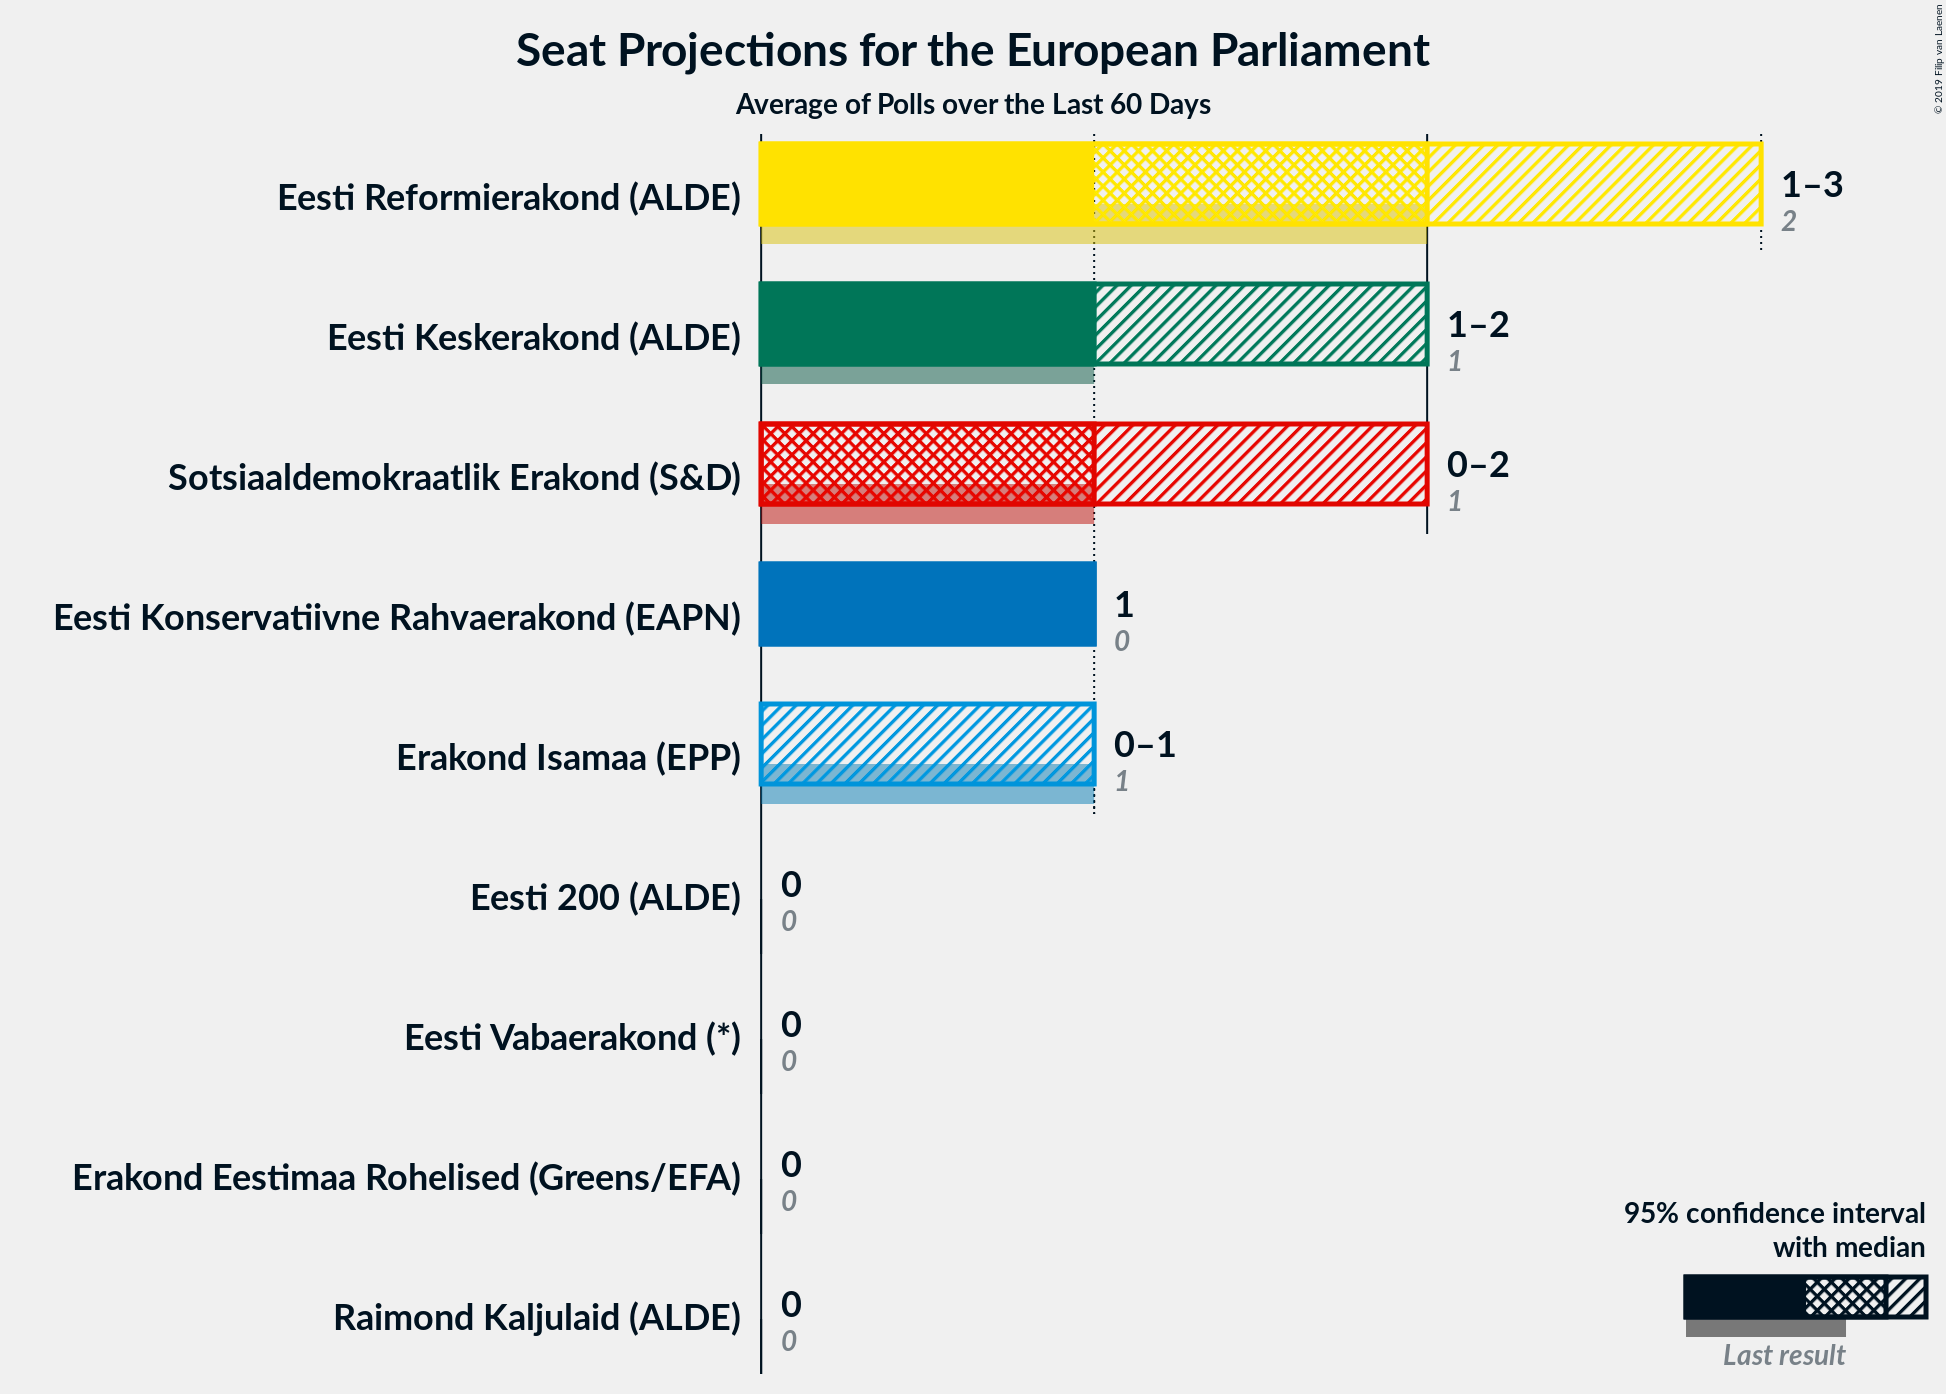 Seat Projections for the European Parliament
Average of Polls over the Last 60 Days
© 2019 Filip van Laenen
Eesti Reformierakond (ALDE)
1–3
2
Eesti Keskerakond (ALDE)
1–2
1
Sotsiaaldemokraatlik Erakond (S&D)
0–2
1
Eesti Konservatiivne Rahvaerakond (EAPN)
1
0
Erakond Isamaa (EPP)
0–1
1
Eesti 200 (ALDE)
0
0
Eesti Vabaerakond (*)
0
0
Erakond Eestimaa Rohelised (Greens/EFA)
0
0
Raimond Kaljulaid (ALDE)
0
0
95% confidence interval
with median
Last result